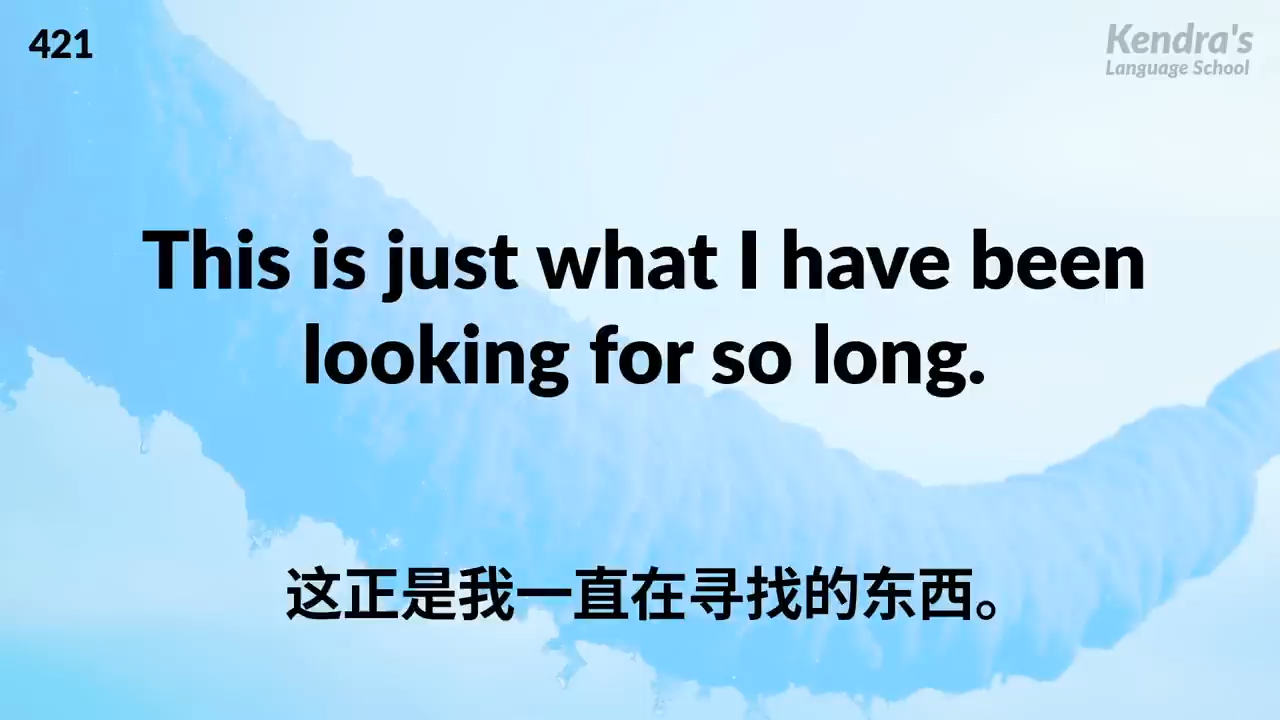 421
Kendra's
Language School
This is just what I have been
looking for so long.
这正是我一直在寻找的东西。